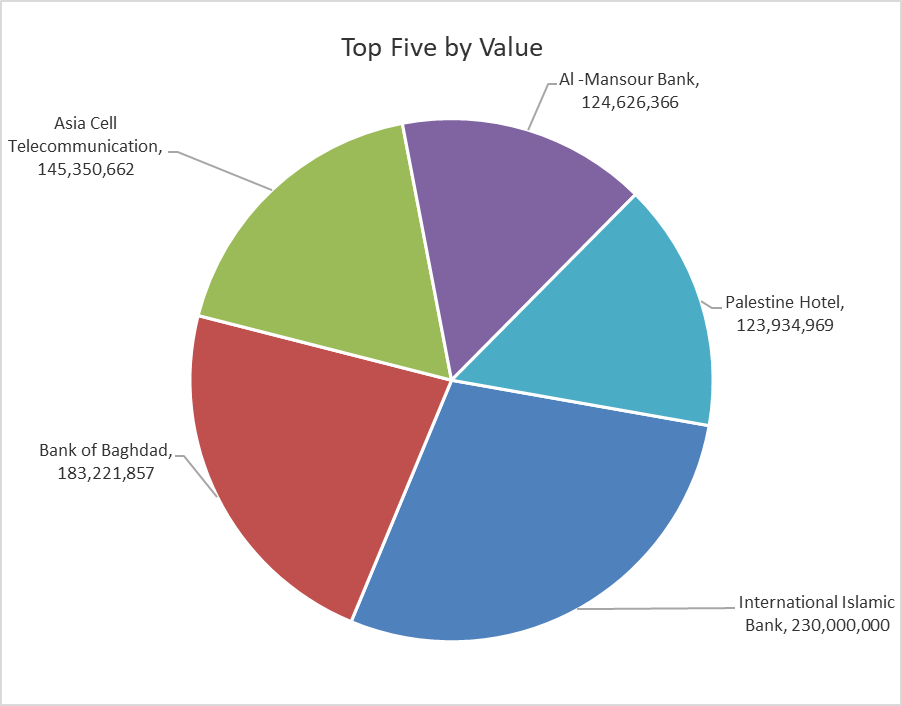 Top Five by Value
Al -Mansour Bank,
124,626,366
Asia Cell
Telecommunication,
145,350,662
Palestine Hotel,
123,934,969
Bank of Baghdad,
183,221,857
International Islamic
Bank, 230,000,000